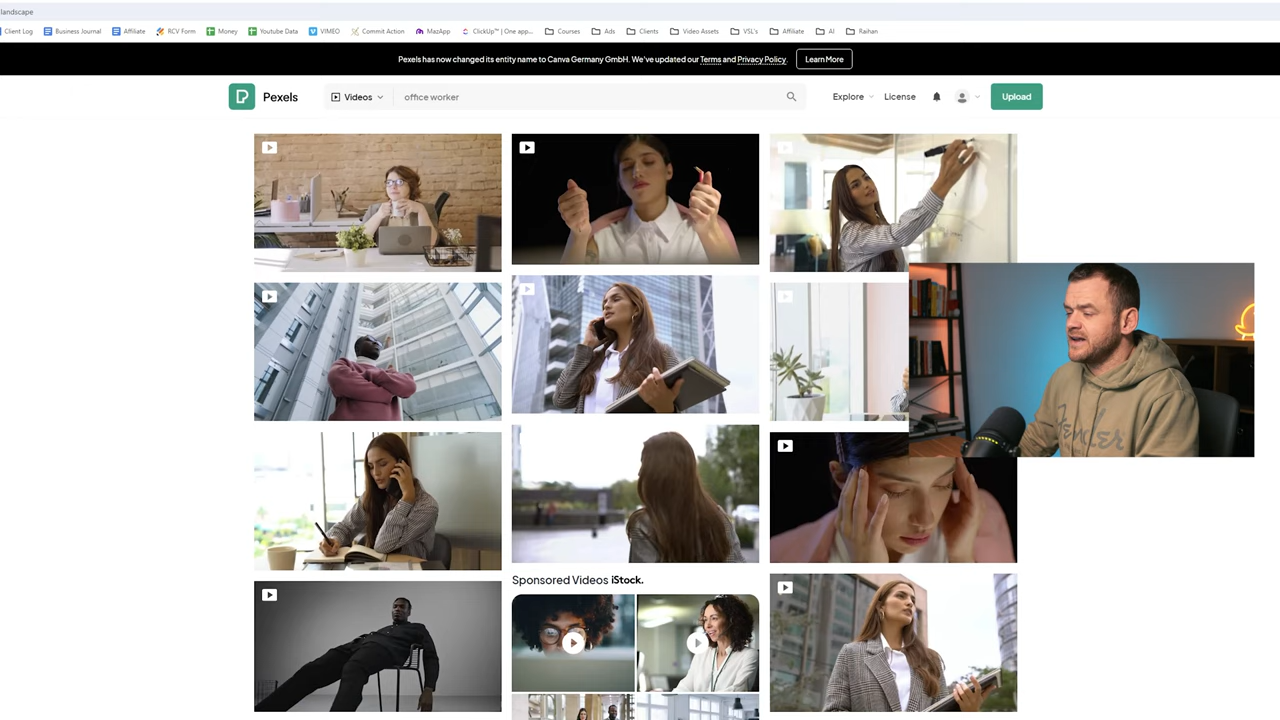 landscape
Client Log
Business Journal
Affiliate
RCV Form
Money
Youtube Data
VIMEO
Commit Action
MazApp
ClickUp™ | One app...
Courses
Ads
Clients
Video Assets
VSL's
Affiliate
AI
Raihan
Pexels has now changed its entity name to Canva Germany GmbH. We've updated our Terms and Privacy Policy.
Learn More
Pexels
Videos
office worker
Explore
License
Upload
Sponsored Videos iStock.